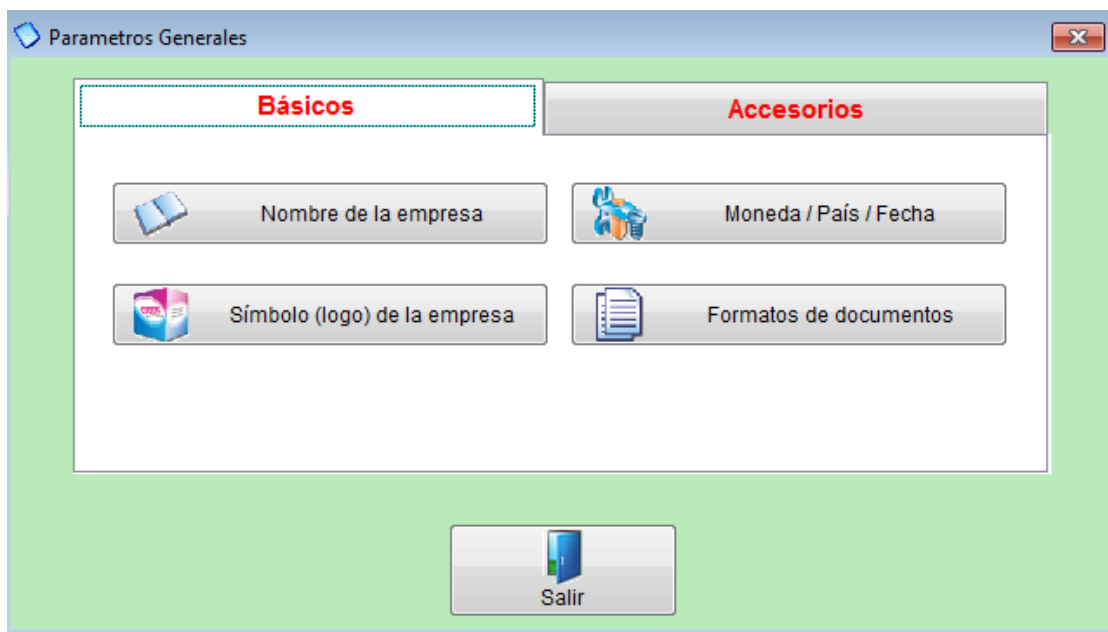 Parametros Generales
Básicos
Accesorios
Nombre de la empresa
Moneda / País / Fecha
Símbolo (logo) de la empresa
Formatos de documentos
Salir